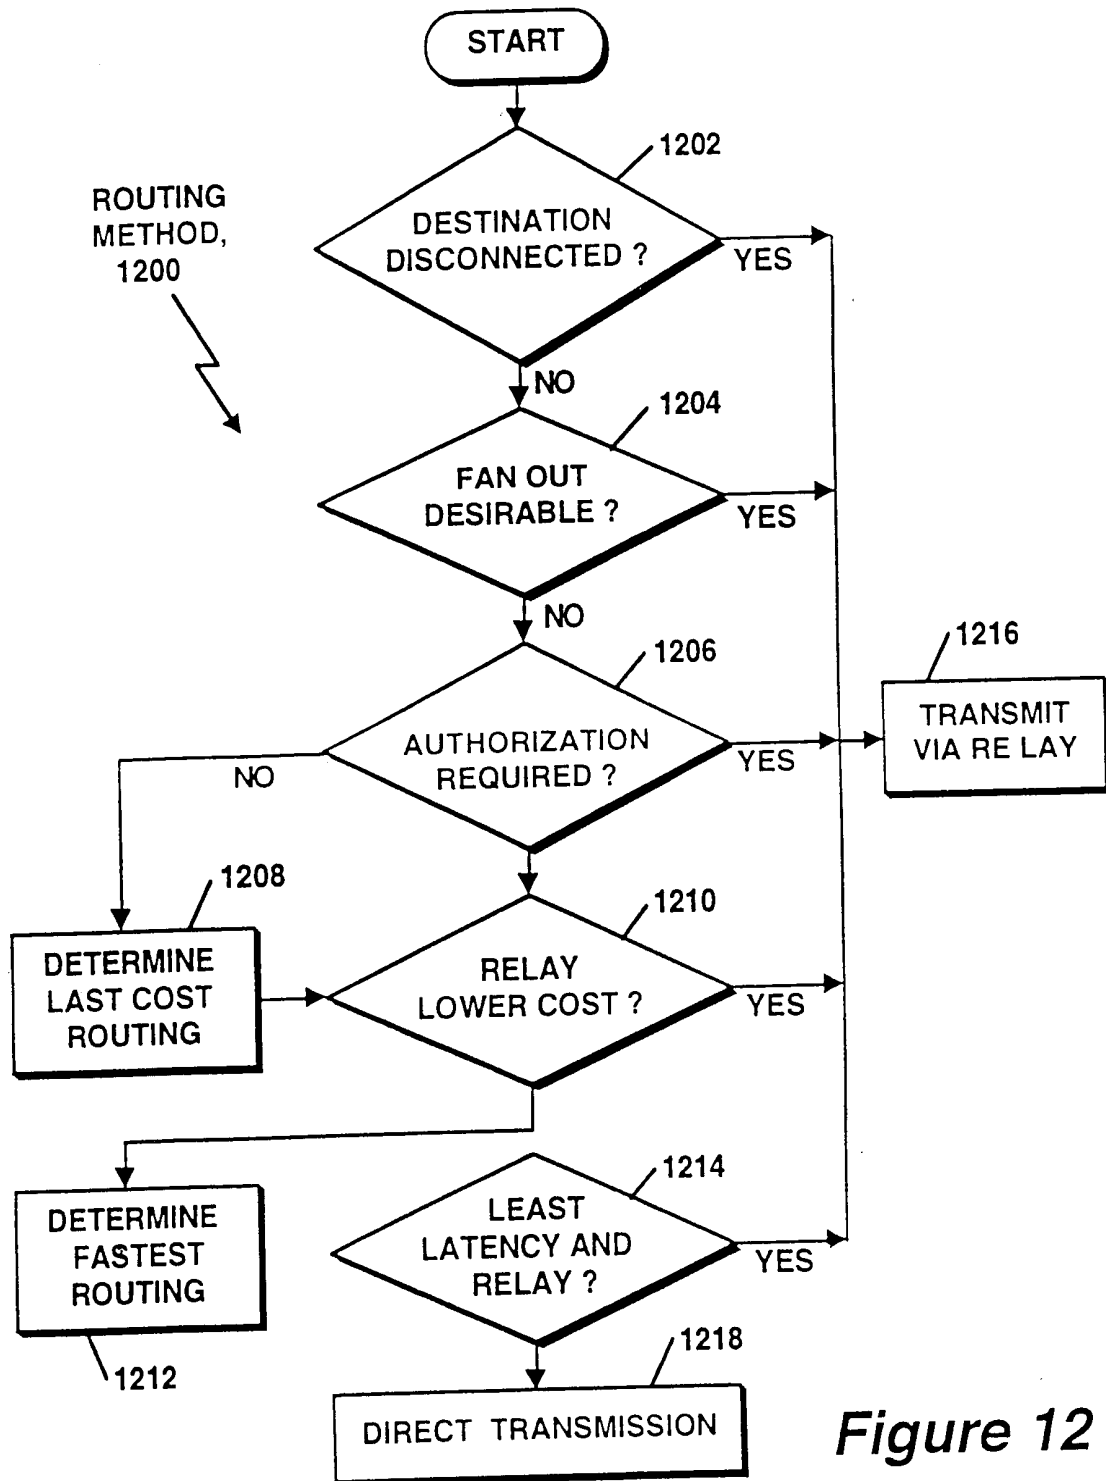 START
1202
ROUTING
METHOD,
1200
DESTINATION
DISCONNECTED ?
YES
NO
1204
FAN OUT
DESIRABLE ?
YES
NO
1206
1216
AUTHORIZATION
REQUIRED ?
YES
NO
TRANSMIT
VIA RE LAY
1208
1210
DETERMINE
LAST COST
ROUTING
RELAY
LOWER COST ?
YES
1214
DETERMINE
FASTEST
ROUTING
LEAST
LATENCY AND
RELAY ?
YES
1212
1218
DIRECT TRANSMISSION
Figure 12